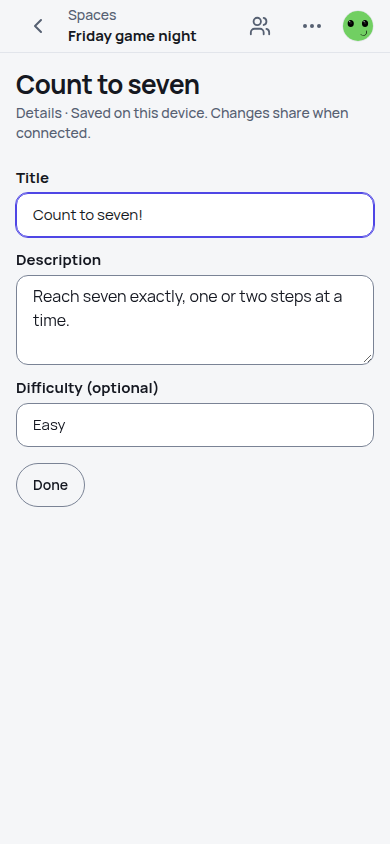 Spaces
Friday game night
Count to seven
Details · Saved on this device. Changes share when
connected.
Title
Count to seven!
Description
Reach seven exactly, one or two steps at a
time.
Difficulty (optional)
Easy
Done